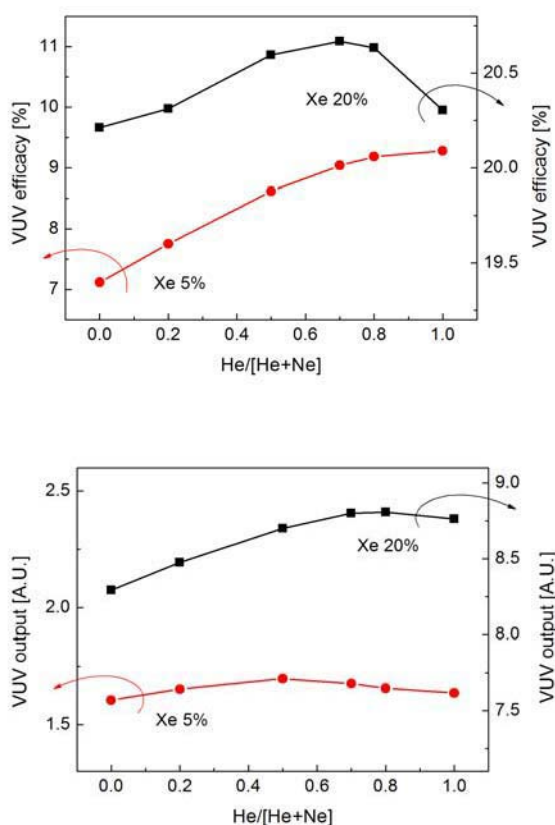 11
10
9
8
7
VUV efficacy [%]
Xe 20%
Xe 5%
20.5
20.0
19.5
VUV efficacy [%]
0.0 0.2 0.4 0.6 0.8 1.0
He/[He+Ne]
2.5
2.0
1.5
VUV output [A.U.]
Xe 20%
Xe 5%
9.0
8.5
8.0
7.5
VUV output [A.U.]
0.0 0.2 0.4 0.6 0.8 1.0
He/[He+Ne]